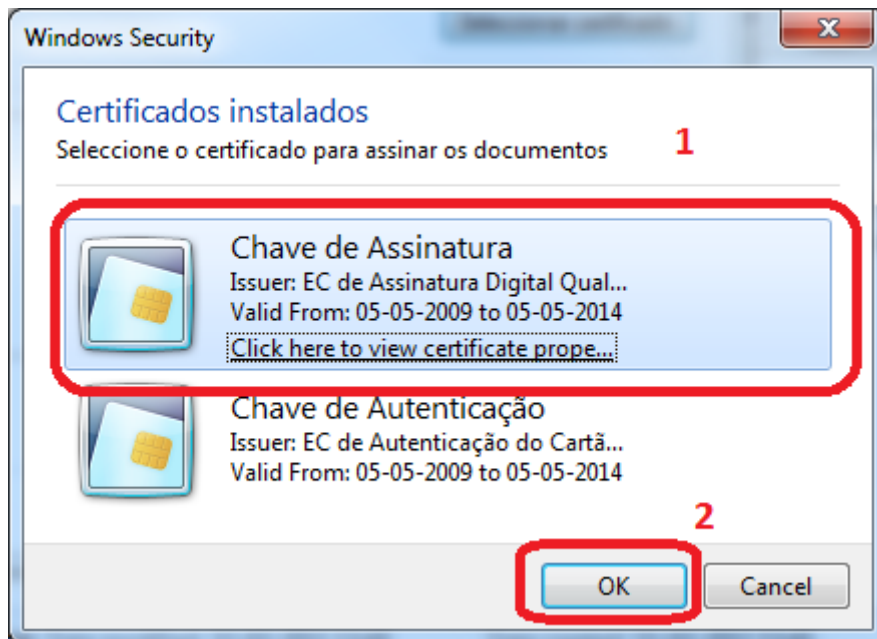 Windows Security
Certificados instalados
Seleccione o certificado para assinar os documentos
1
Chave de Assinatura
Issuer: EC de Assinatura Digital Qual...
Valid From: 05-05-2009 to 05-05-2014
Click here to view certificate prope...
Chave de Autenticação
Issuer: EC de Autenticação do Cartã...
Valid From: 05-05-2009 to 05-05-2014
2
OK
Cancel